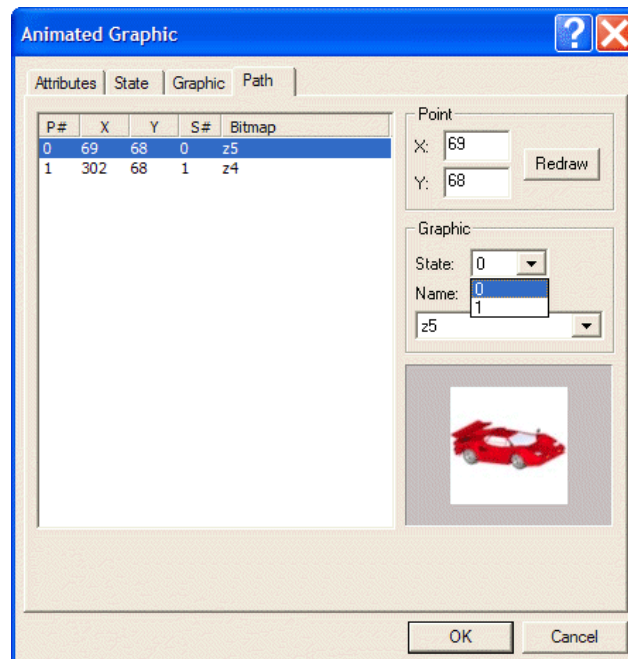 Animated Graphic
Attributes State Graphic Path
P# X Y S# Bitmap
0 69 68 0 z5
1 302 68 1 z4
Point
X: 69
Y: 68
Redraw
Graphic
State: 0
0
1
Name:
z5
OK Cancel